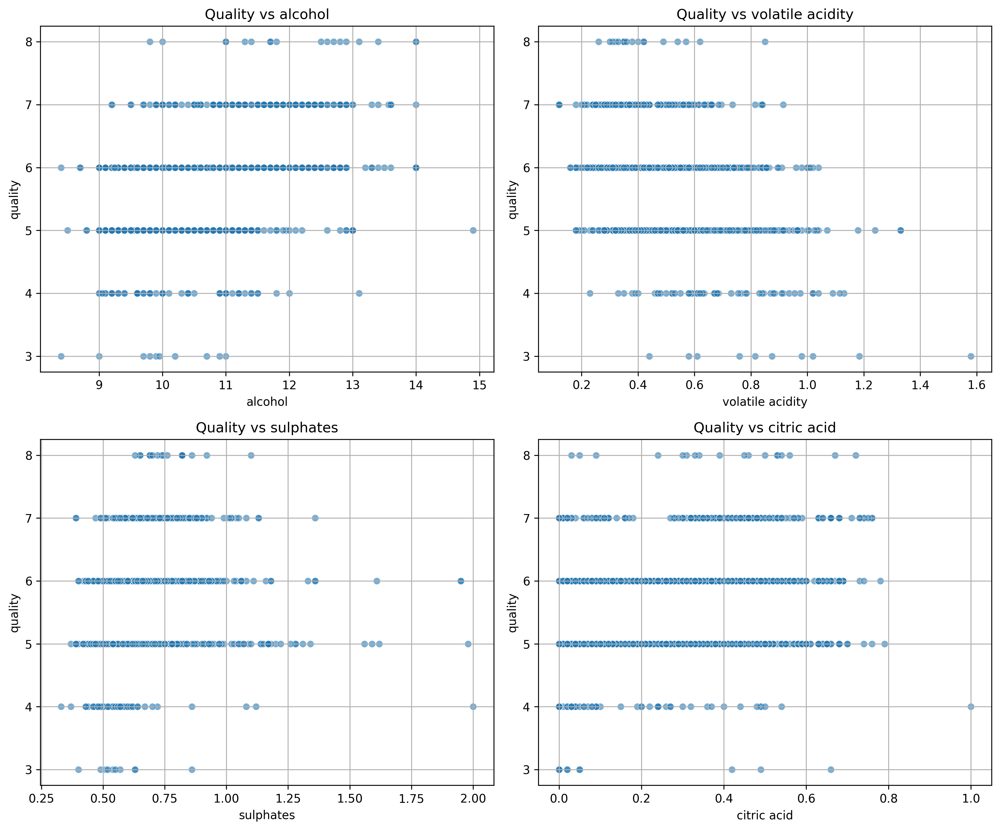 Quality vs alcohol
8
7
6
5
4
3
quality
9 10 11 12 13 14 15
alcohol
Quality vs volatile acidity
8
7
6
5
4
3
quality
0.2 0.4 0.6 0.8 1.0 1.2 1.4 1.6
volatile acidity
Quality vs sulphates
8
7
6
5
4
3
quality
0.25 0.50 0.75 1.00 1.25 1.50 1.75 2.00
sulphates
Quality vs citric acid
8
7
6
5
4
3
quality
0.0 0.2 0.4 0.6 0.8 1.0
citric acid